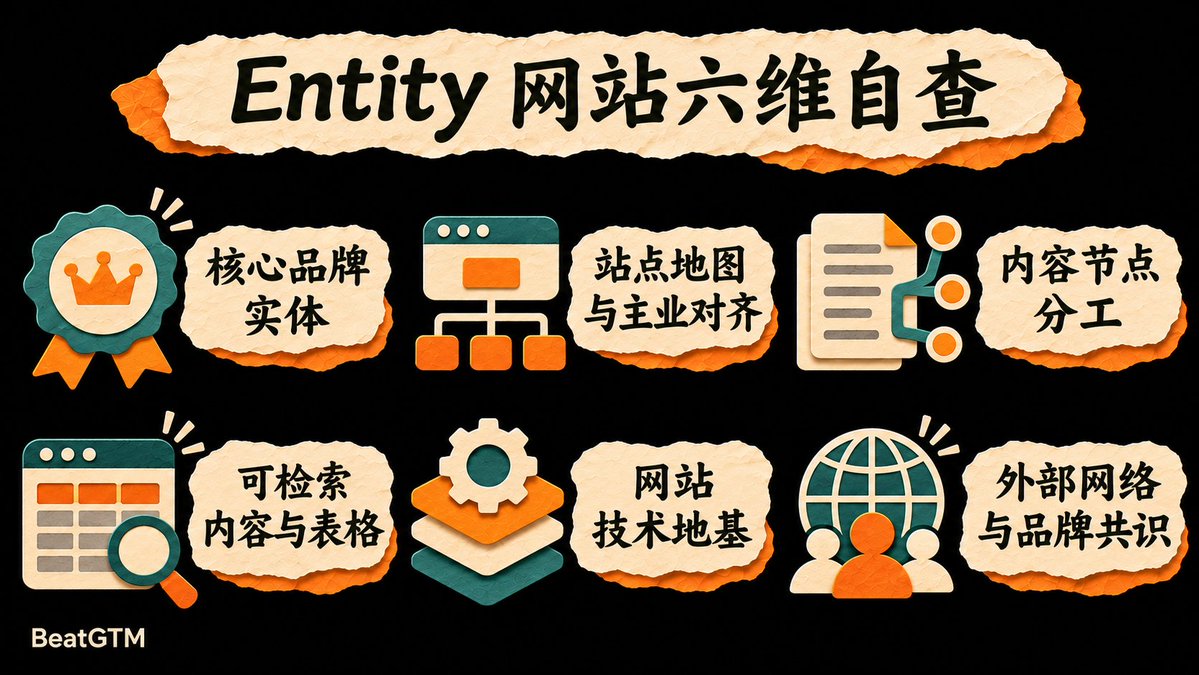 Entity 网站六维自查
核心品牌
实体
站点地图
与主业对齐
内容节点
分工
可检索
内容与表格
网站
技术地基
外部网络
与品牌共识
BeatGTM